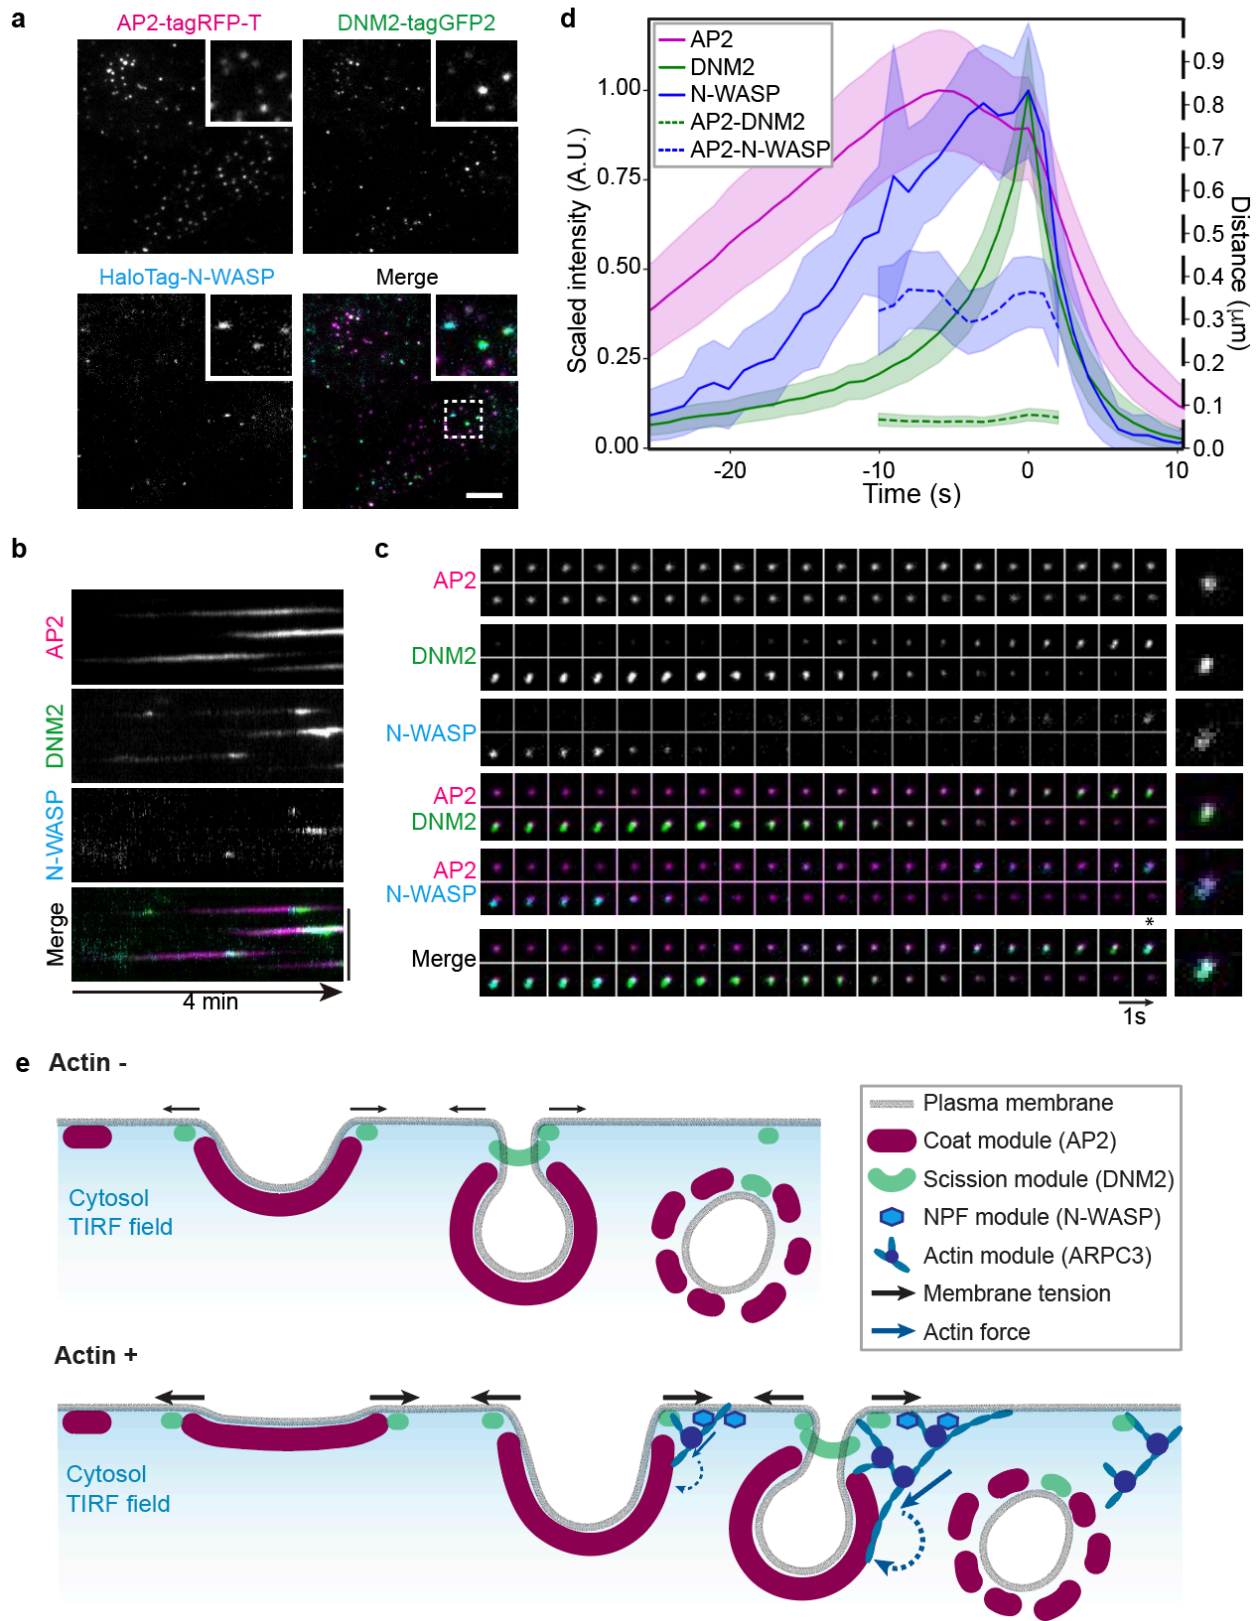 a
AP2-tagRFP-T
DNM2-tagGFP2
HaloTag-N-WASP
Merge
b
AP2
DNM2
N-WASP
Merge
4 min
c
AP2
DNM2
N-WASP
AP2
DNM2
AP2
N-WASP
*
Merge
1s
d
AP2
DNM2
N-WASP
AP2-DNM2
AP2-N-WASP
Scaled intensity (A.U.)
1.00
0.75
0.50
0.25
0.00
-20
-10
0
10
Time (s)
0.9
0.8
0.7
0.6
0.5
0.4
0.3
0.2
0.1
0.0
Distance (μm)
e Actin -
Cytosol
TIRF field
Plasma membrane
Coat module (AP2)
Scission module (DNM2)
NPF module (N-WASP)
Actin module (ARPC3)
Membrane tension
Actin force
Actin +
Cytosol
TIRF field